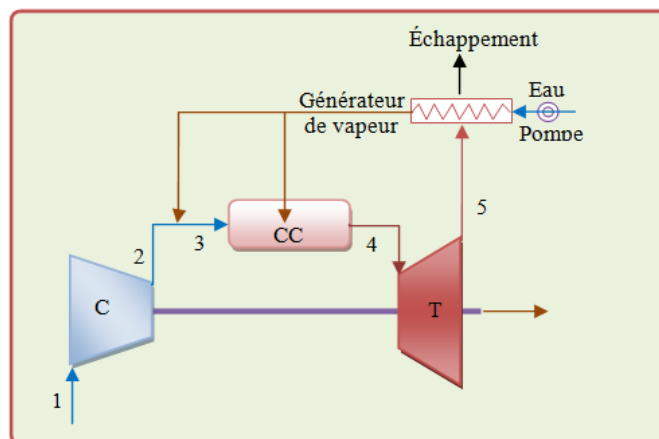 Échappement
Générateur
de vapeur
Eau
Pompe
2
3
CC
4
5
C
T
1